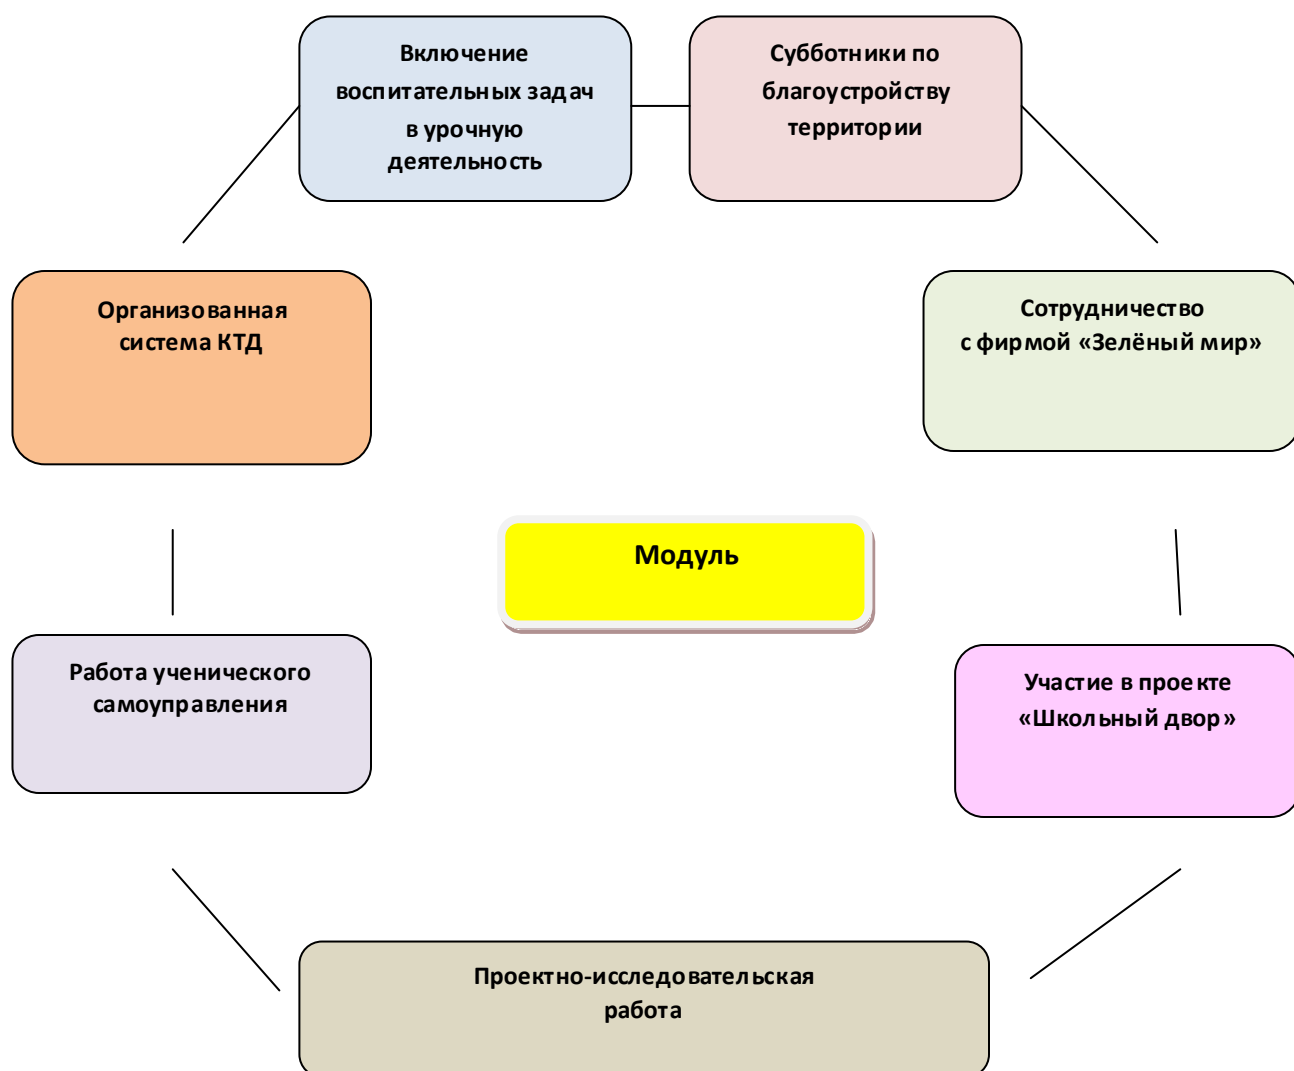 Включение
воспитательных задач
в урочную
деятельность
Субботники по
благоустройству
территории
Организованная
система КТД
Сотрудничество
с фирмой «Зелёный мир»
Модуль
Работа ученического
самоуправления
Участие в проекте
«Школьный двор»
Проектно-исследовательская
работа